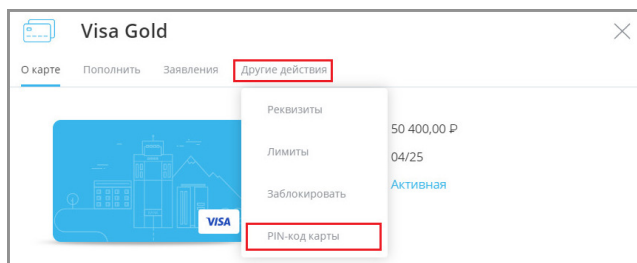 Visa Gold
О карте Пополнить Заявления Другие действия
Реквизиты
50 400,00 ₽
Лимиты
04/25
Заблокировать
Активная
VISA
PIN-код карты